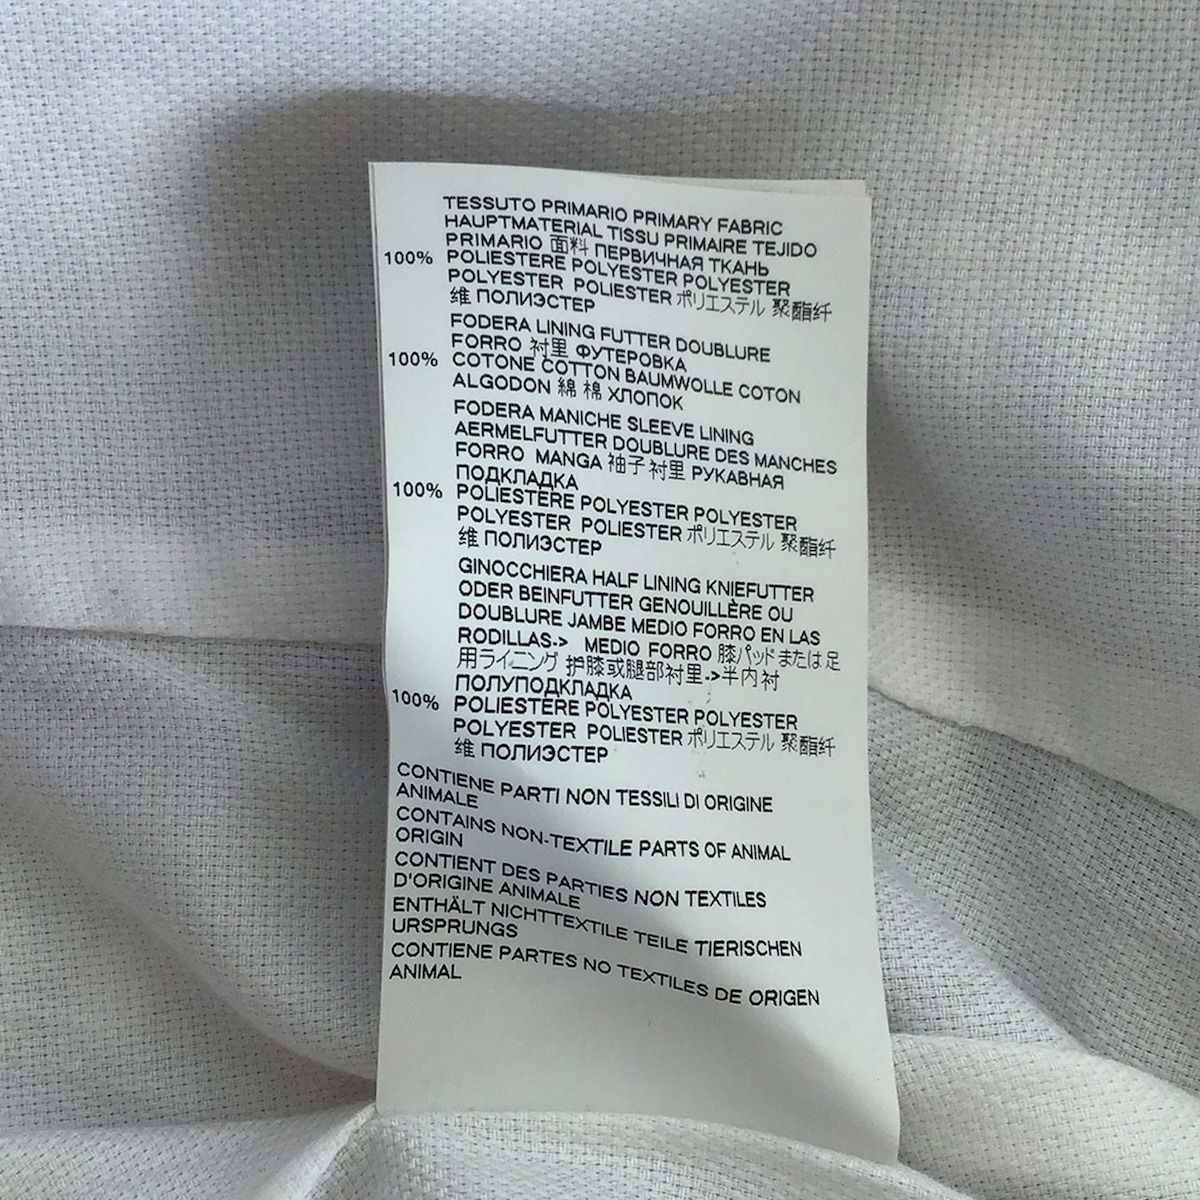 TESSUTO PRIMARIO PRIMARY FABRIC
HAUPTMATERIAL TISSU PRIMAIRE TEJIDO
PRIMARIO 面料 ПЕРВИЧНАЯ ТКАНЬ
100% POLIESTERE POLYESTER POLYESTER
POLYESTER POLIESTER ポリエステル 聚酯纤
维 ПОЛИЭСТЕР
FODERA LINING FUTTER DOUBLURE
FORRO 衬里 ФУТЕРОВКА
100% COTONE COTTON BAUMWOLLE COTON
ALGODON 綿 棉 ХЛОПОК
FODERA MANICHE SLEEVE LINING
AERMELFUTTER DOUBLURE DES MANCHES
FORRO MANGA 袖子 衬里 РУКАВНАЯ
ПОДКЛАДКА
100% POLIESTERE POLYESTER POLYESTER
POLYESTER POLIESTER ポリエステル 聚酯纤
维 ПОЛИЭСТЕР
GINOCCHIERA HALF LINING KNIEFUTTER
ODER BEINFUTTER GENOUILLÈRE OU
DOUBLURE JAMBE MEDIO FORRO EN LAS
RODILLAS-> MEDIO FORRO 膝パッドまたは足
用ライニング 护膝或腿部衬里->半内衬
ПОЛУПОДКЛАДКА
100% POLIESTERE POLYESTER POLYESTER
POLYESTER POLIESTER ポリエステル 聚酯纤
维 ПОЛИЭСТЕР
CONTIENE PARTI NON TESSILI DI ORIGINE
ANIMALE
CONTAINS NON-TEXTILE PARTS OF ANIMAL
ORIGIN
CONTIENT DES PARTIES NON TEXTILES
D'ORIGINE ANIMALE
ENTHÄLT NICHTTEXTILE TEILE TIERISCHEN
URSPRUNGS
CONTIENE PARTES NO TEXTILES DE ORIGEN
ANIMAL